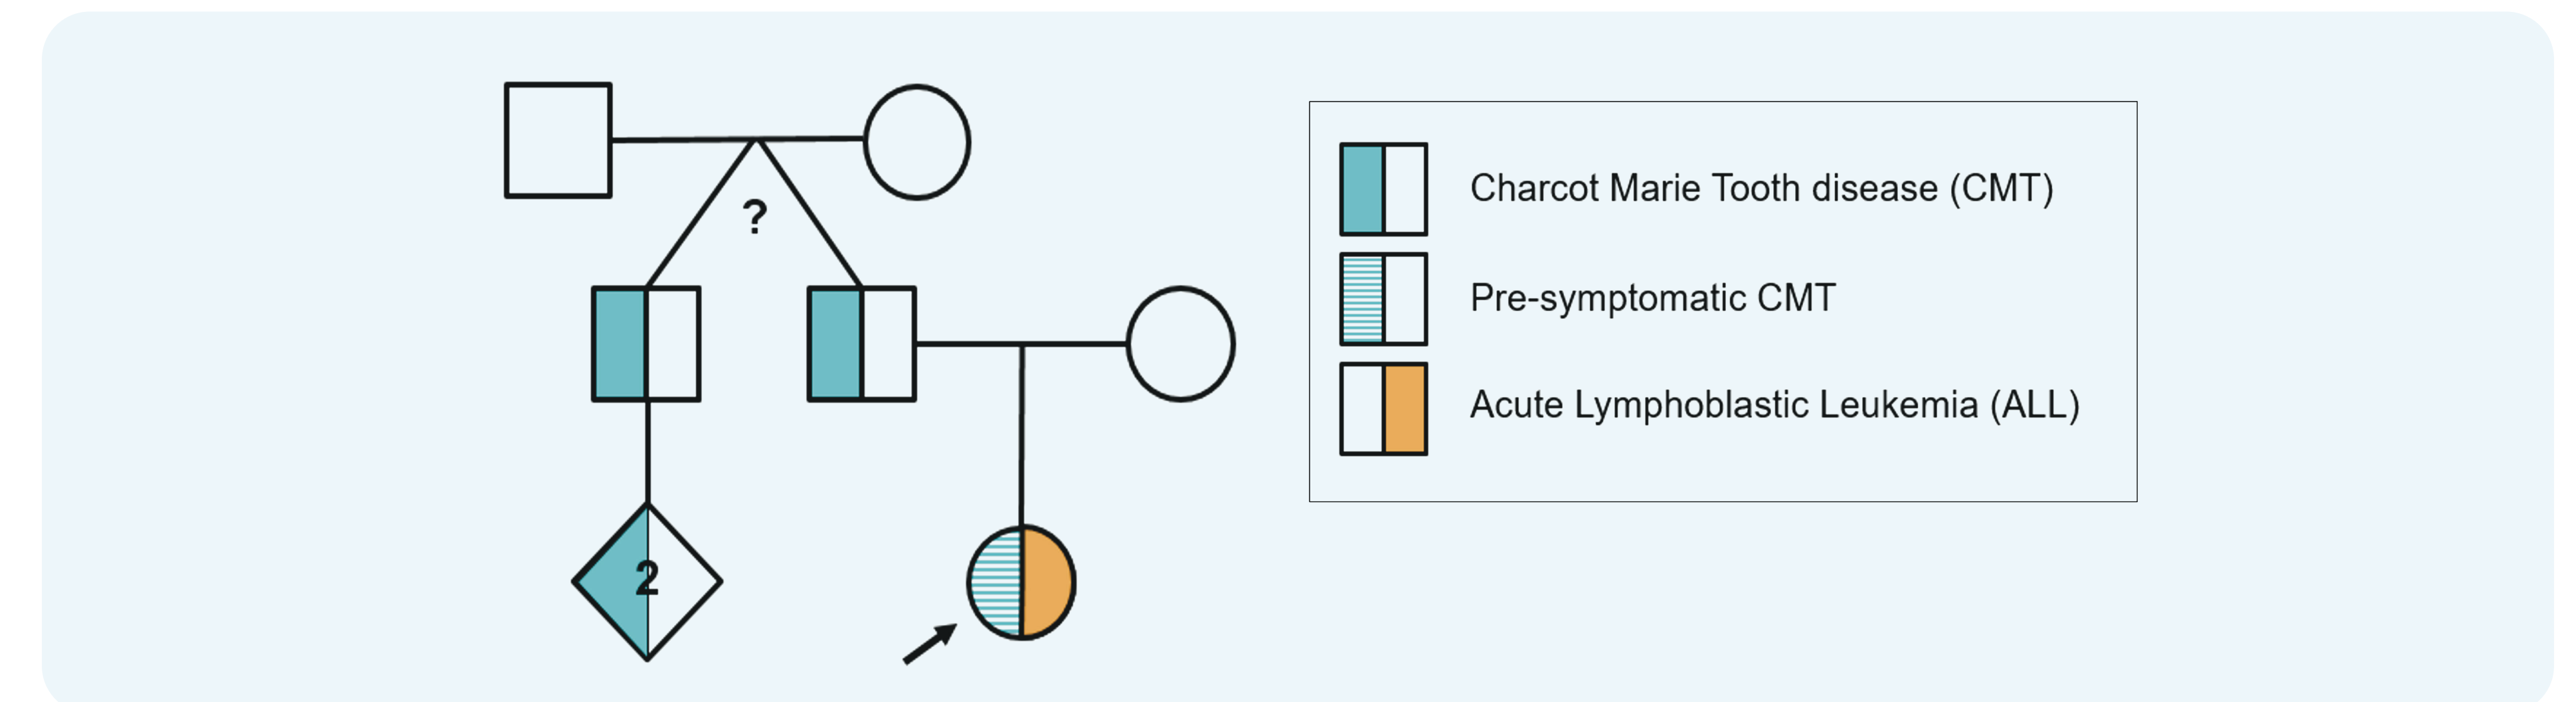 ?
2
Charcot Marie Tooth disease (CMT)
Pre-symptomatic CMT
Acute Lymphoblastic Leukemia (ALL)